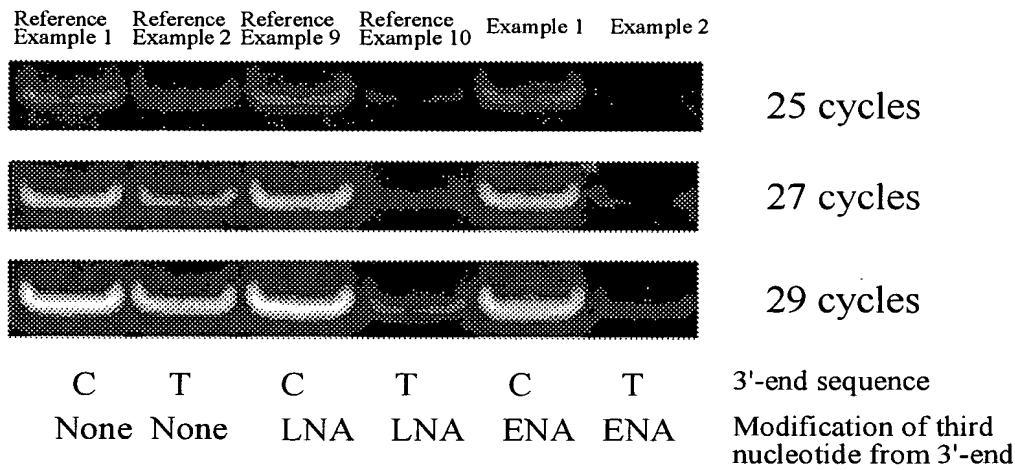 Reference Example 1 Reference Example 2 Reference Example 9 Reference Example 10 Example 1 Example 2
25 cycles
27 cycles
29 cycles
C T C T C T 3'-end sequence
None None LNA LNA ENA ENA Modification of third
nucleotide from 3'-end